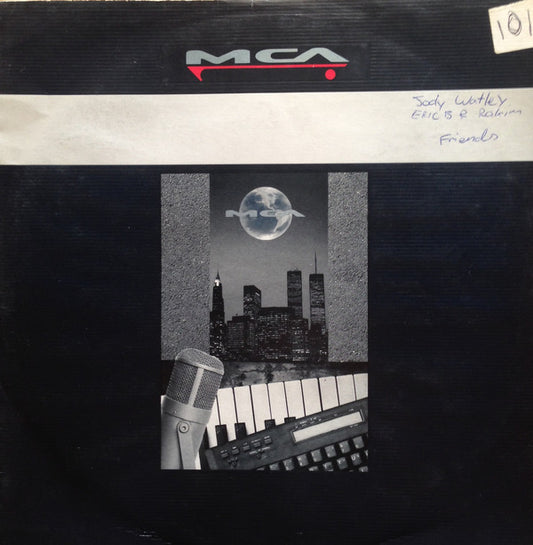 MCA
101
Jody Watley
ERIC B & Rakim
Friends
MCA